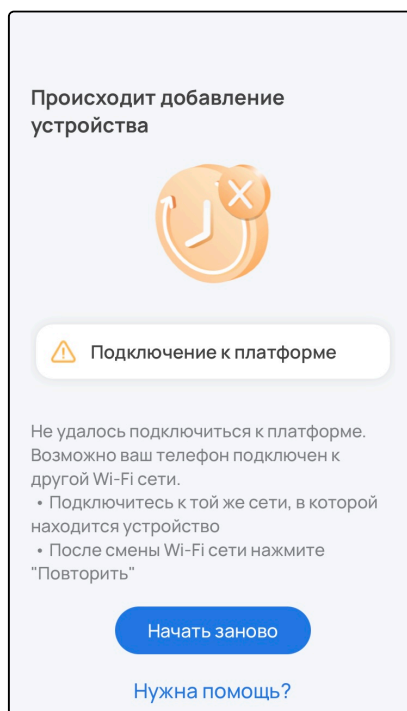 Происходит добавление
устройства
Подключение к платформе
Не удалось подключиться к платформе.
Возможно ваш телефон подключен к
другой Wi-Fi сети.
• Подключитесь к той же сети, в которой
находится устройство
• После смены Wi-Fi сети нажмите
"Повторить"
Начать заново
Нужна помощь?